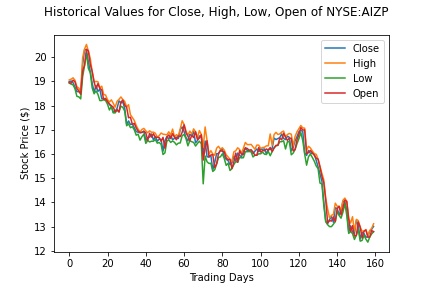 Historical Values for Close, High, Low, Open of NYSE:AIZP
Stock Price ($)
20
19
18
17
16
15
14
13
12
Close
High
Low
Open
0 20 40 60 80 100 120 140 160
Trading Days